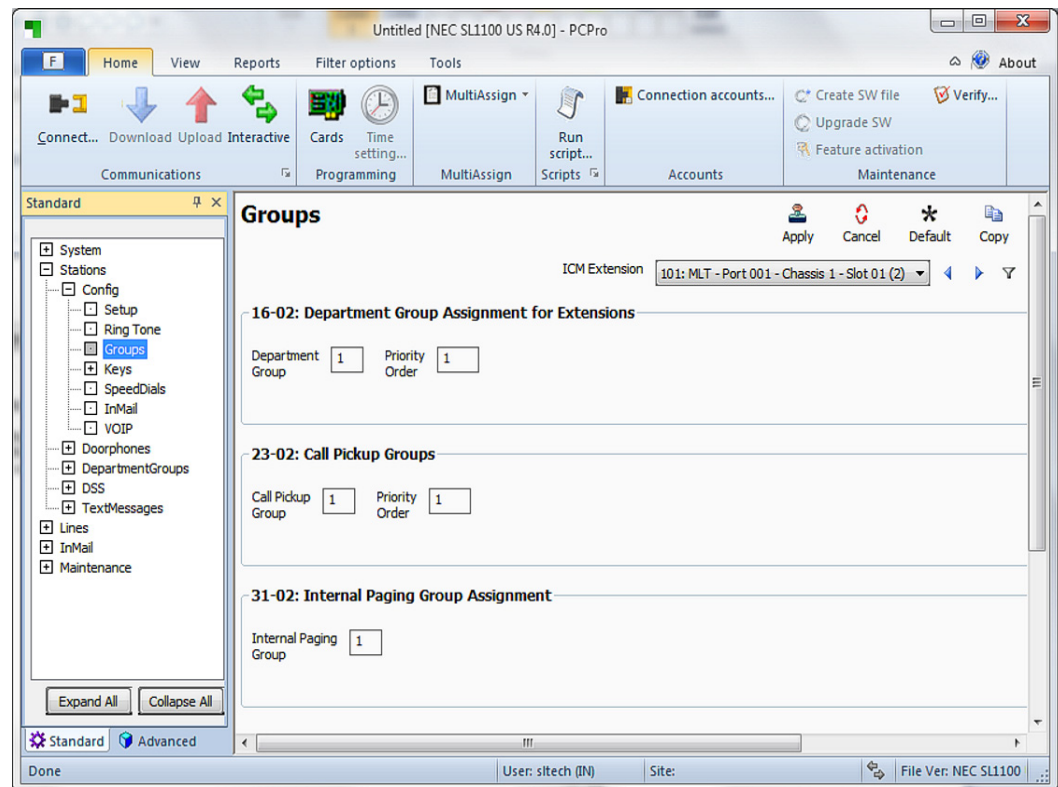 Untitled [NEC SL1100 US R4.0] - PCPro
F Home View Reports Filter options Tools About
Connect... Download Upload Interactive Cards Time setting... MultiAssign Run script... Connection accounts... Create SW file Verify...
Upgrade SW
Feature activation
Communications Programming MultiAssign Scripts Accounts Maintenance
Standard
System
Stations
Config
Setup
Ring Tone
Groups
Keys
SpeedDials
InMail
VOIP
Doorphones
DepartmentGroups
DSS
TextMessages
Lines
InMail
Maintenance
Expand All Collapse All
Standard Advanced
Groups
Apply Cancel Default Copy
ICM Extension 101: MLT - Port 001 - Chassis 1 - Slot 01 (2)
16-02: Department Group Assignment for Extensions
Department Group 1 Priority Order 1
23-02: Call Pickup Groups
Call Pickup Group 1 Priority Order 1
31-02: Internal Paging Group Assignment
Internal Paging Group 1
Done User: sltech (IN) Site: File Ver: NEC SL1100